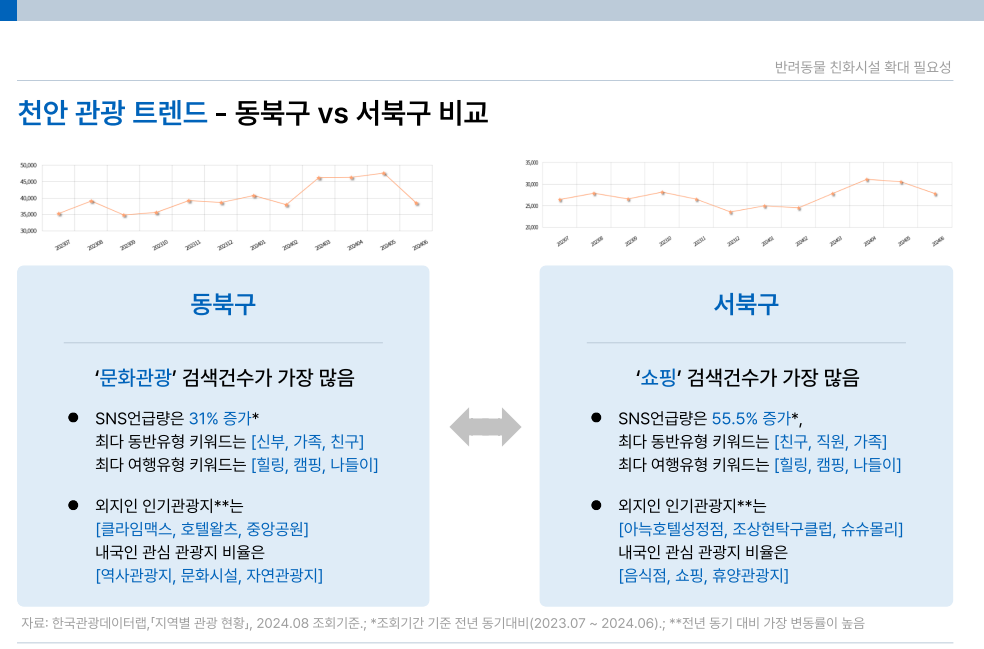 반려동물 친화시설 확대 필요성
천안 관광 트렌드 - 동북구 vs 서북구 비교
50,000
45,000
40,000
35,000
30,000
202307 202308 202309 202310 202311 202312 202401 202402 202403 202404 202405 202406
35,000
30,000
25,000
20,000
202307 202308 202309 202310 202311 202312 202401 202402 202403 202404 202405 202406
동북구
‘문화관광’ 검색건수가 가장 많음
● SNS언급량은 31% 증가*
최다 동반유형 키워드는 [신부, 가족, 친구]
최다 여행유형 키워드는 [힐링, 캠핑, 나들이]
● 외지인 인기관광지**는
[클라임맥스, 호텔왈츠, 중앙공원]
내국인 관심 관광지 비율은
[역사관광지, 문화시설, 자연관광지]
서북구
‘쇼핑’ 검색건수가 가장 많음
● SNS언급량은 55.5% 증가*,
최다 동반유형 키워드는 [친구, 직원, 가족]
최다 여행유형 키워드는 [힐링, 캠핑, 나들이]
● 외지인 인기관광지**는
[아늑호텔성정점, 조상현탁구클럽, 슈슈몰리]
내국인 관심 관광지 비율은
[음식점, 쇼핑, 휴양관광지]
자료: 한국관광데이터랩,「지역별 관광 현황」, 2024.08 조회기준.; *조회기간 기준 전년 동기대비(2023.07 ~ 2024.06).; **전년 동기 대비 가장 변동률이 높음